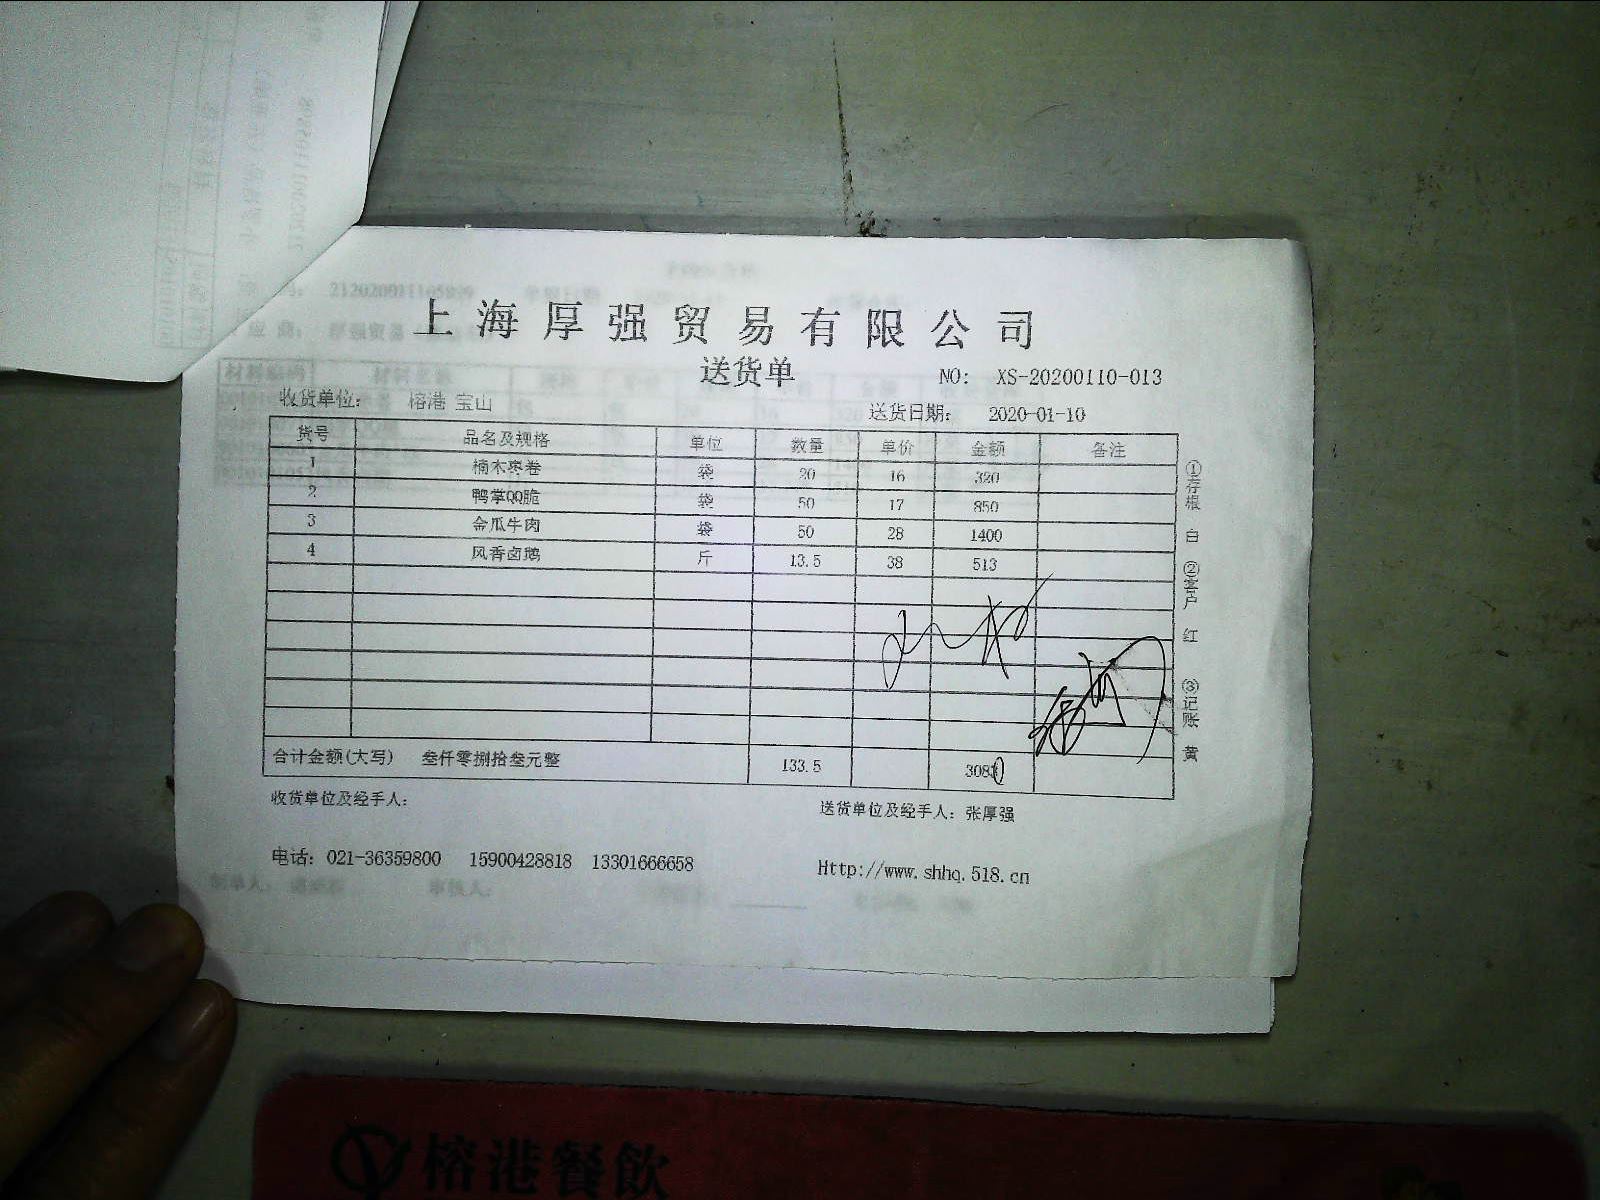 上海厚强贸易有限公司
送货单
NO: XS-20200110-013
收货单位: 榕港 宝山 送货日期: 2020-01-10
货号 品名及规格 单位 数量 单价 金额 备注
1 楠木枣卷 袋 20 16 320
2 鸭掌QQ脆 袋 50 17 850
3 金瓜牛肉 袋 50 28 1400
4 风香卤鹅 斤 13.5 38 513
合计金额(大写) 叁仟零捌拾叁元整 133.5 3083
收货单位及经手人: 送货单位及经手人: 张厚强
电话: 021-36359800 15900428818 13301666658 Http://www.shhq.518.cn
①存根 白 ②客户 红 ③记账 黄
榕港餐飲